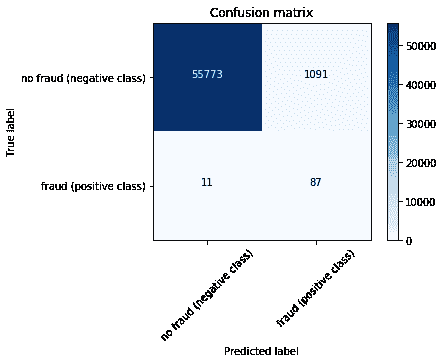 Confusion matrix
True label
no fraud (negative class)
55773
1091
fraud (positive class)
11
87
50000
40000
30000
20000
10000
0
no fraud (negative class)
fraud (positive class)
Predicted label